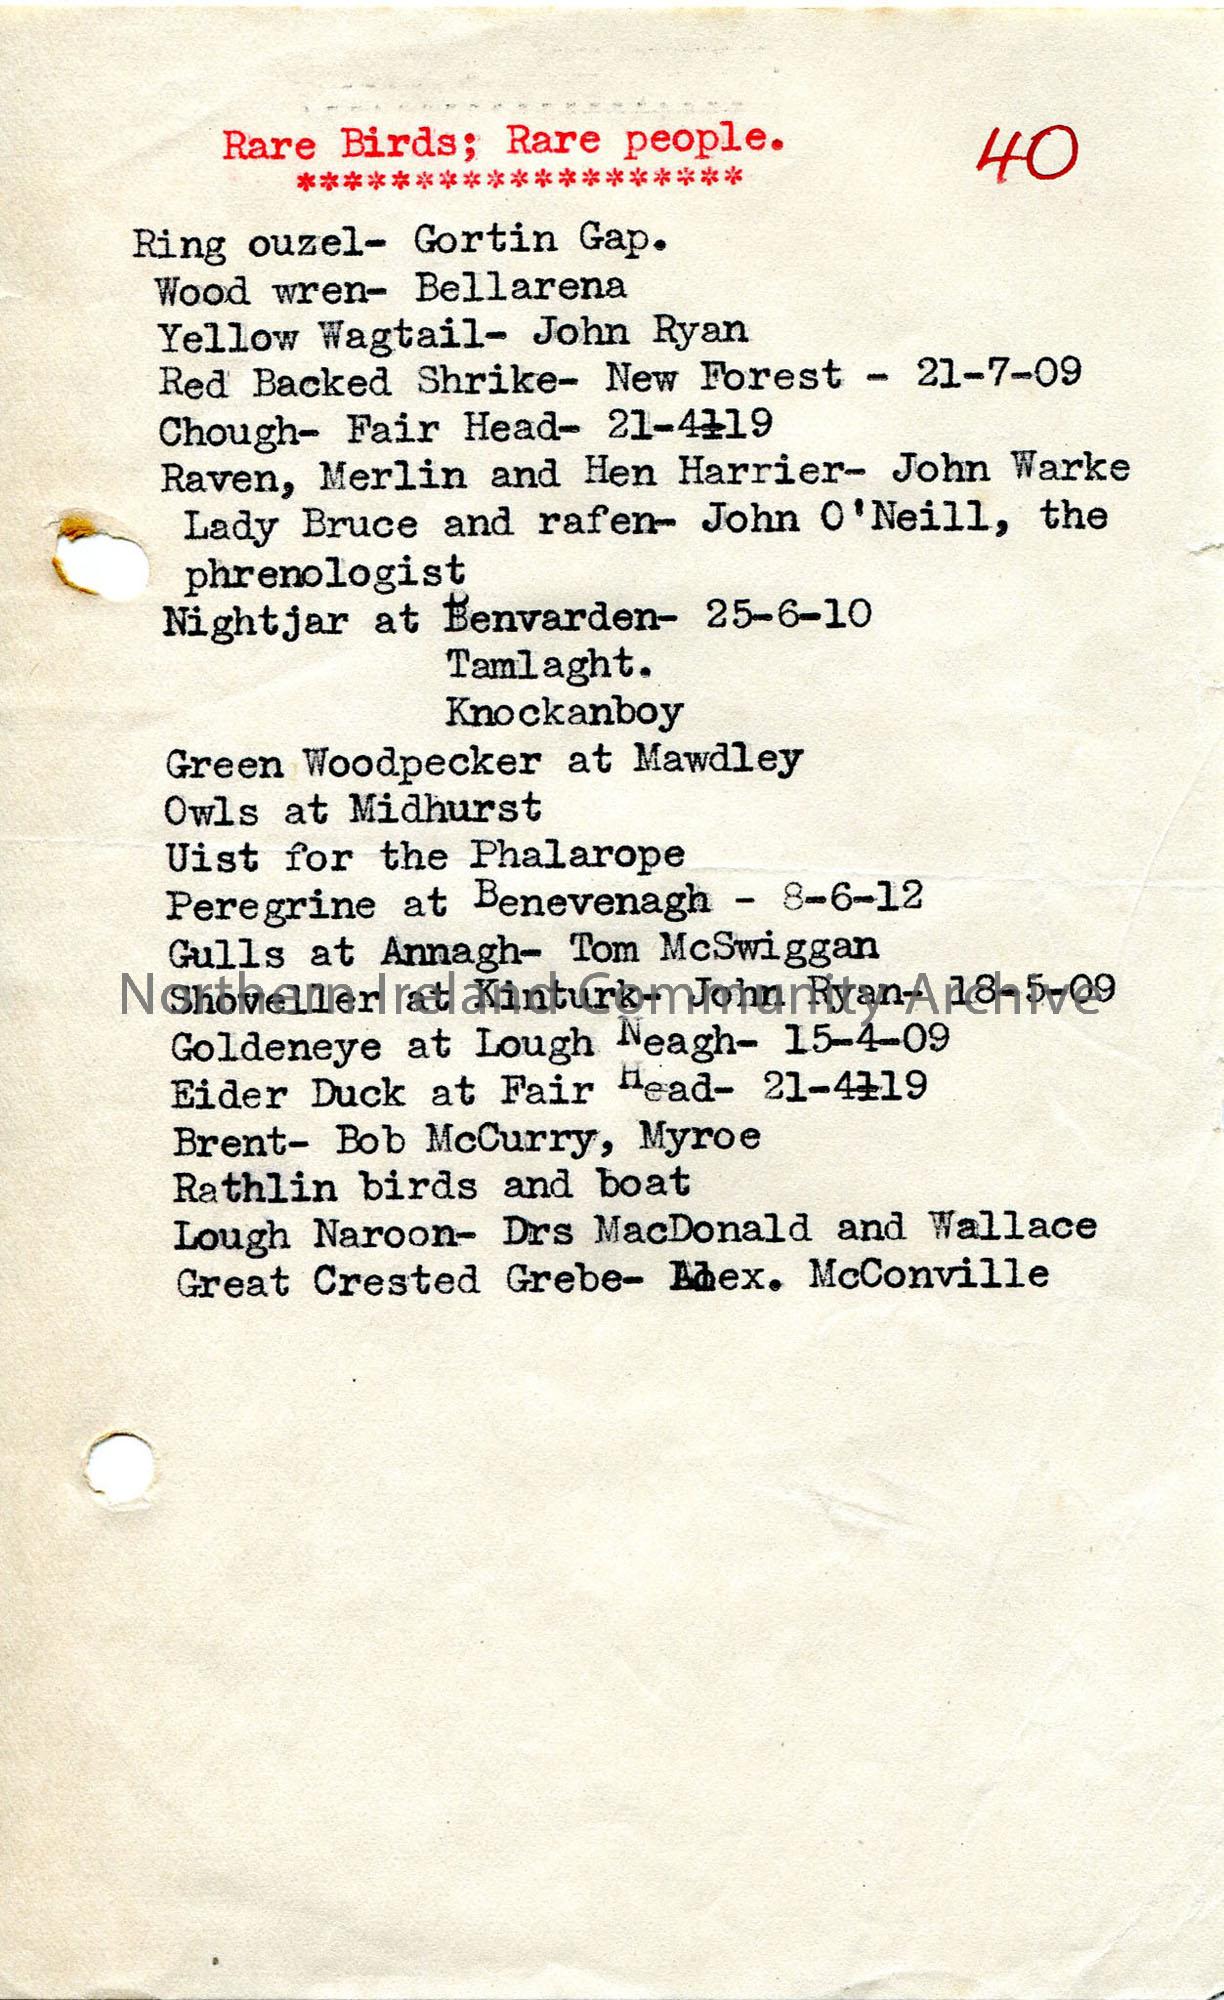 Rare Birds; Rare people.
40
*******************
Ring ouzel- Gortin Gap.
Wood wren- Bellarena
Yellow Wagtail- John Ryan
Red Backed Shrike- New Forest - 21-7-09
Chough- Fair Head- 21-4-19
Raven, Merlin and Hen Harrier- John Warke
Lady Bruce and rafen- John O'Neill, the
phrenologist
Nightjar at Benvarden- 25-6-10
Tamlaght.
Knockanboy
Green Woodpecker at Mawdley
Owls at Midhurst
Uist for the Phalarope
Peregrine at Benevenagh - 8-6-12
Gulls at Annagh- Tom McSwiggan
Shoveller at Kinturk- John Ryan- 18-5-09
Northern Ireland Community Archive
Goldeneye at Lough Neagh- 15-4-09
Eider Duck at Fair Head- 21-4-19
Brent- Bob McCurry, Myroe
Rathlin birds and boat
Lough Naroon- Drs MacDonald and Wallace
Great Crested Grebe- Alex. McConville